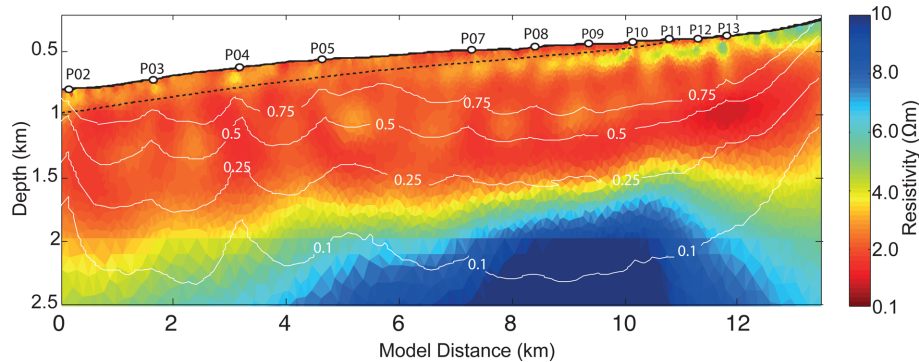 P02 P03 P04 P05 P07 P08 P09 P10 P11 P12 P13
0.75 0.75 0.75
0.5 0.5 0.5
0.25 0.25 0.25
0.1 0.1 0.1
Depth (km)
0.5
1
1.5
2
2.5
0 2 4 6 8 10 12
Model Distance (km)
10
8.0
6.0
4.0
2.0
0.1
Resistivity (Ωm)